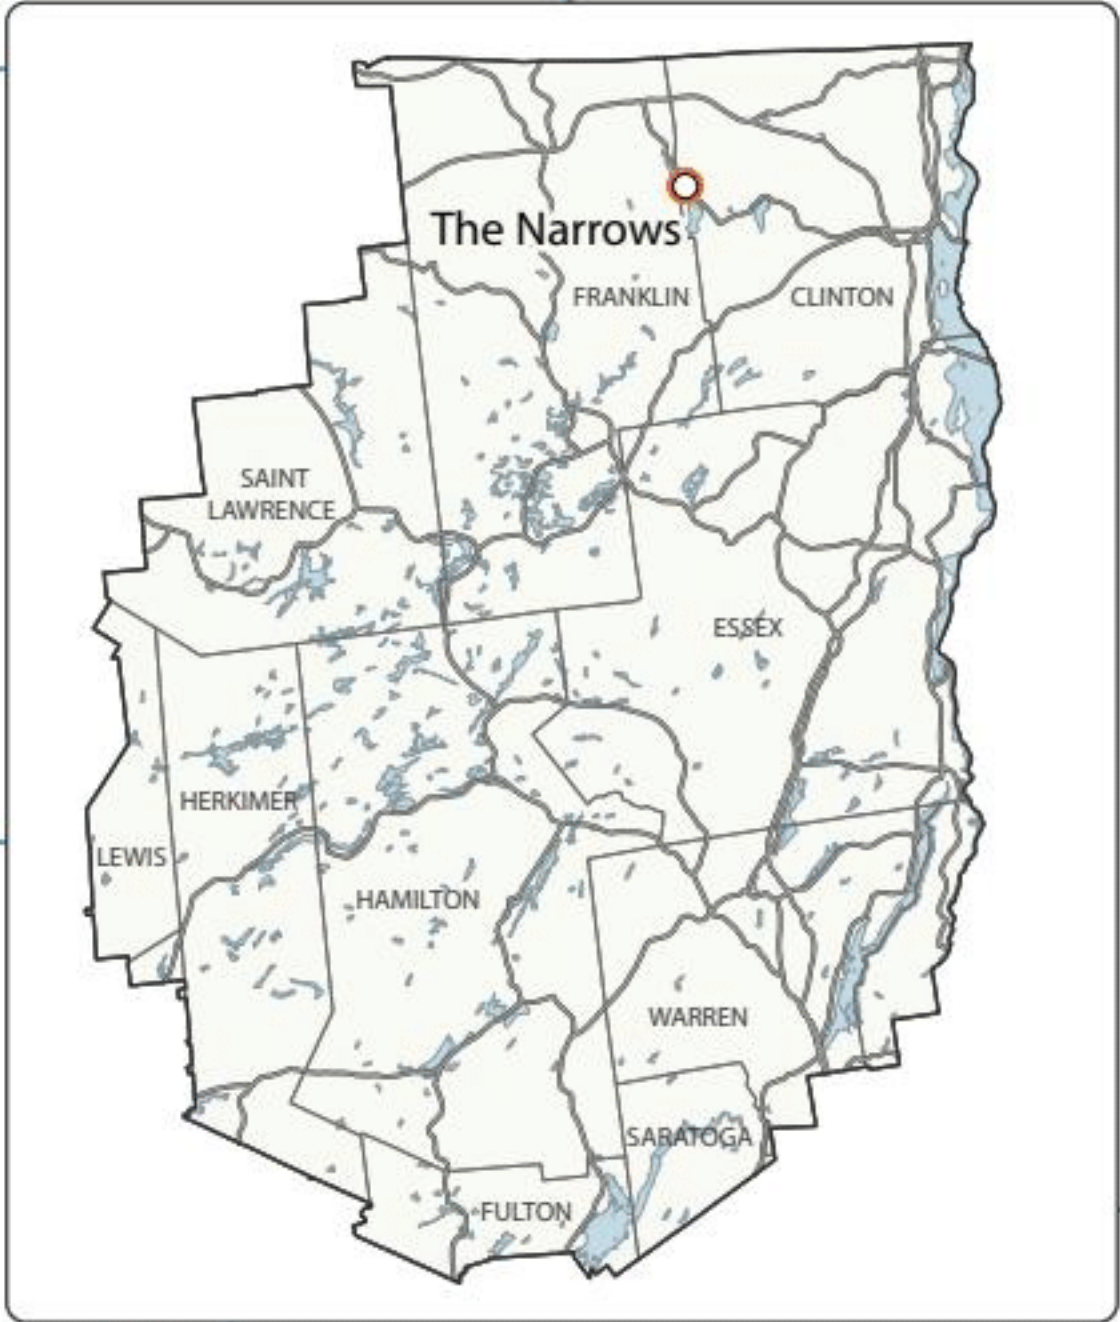 The Narrows
FRANKLIN
CLINTON
SAINT
LAWRENCE
ESSEX
HERKIMER
LEWIS
HAMILTON
WARREN
SARATOGA
FULTON